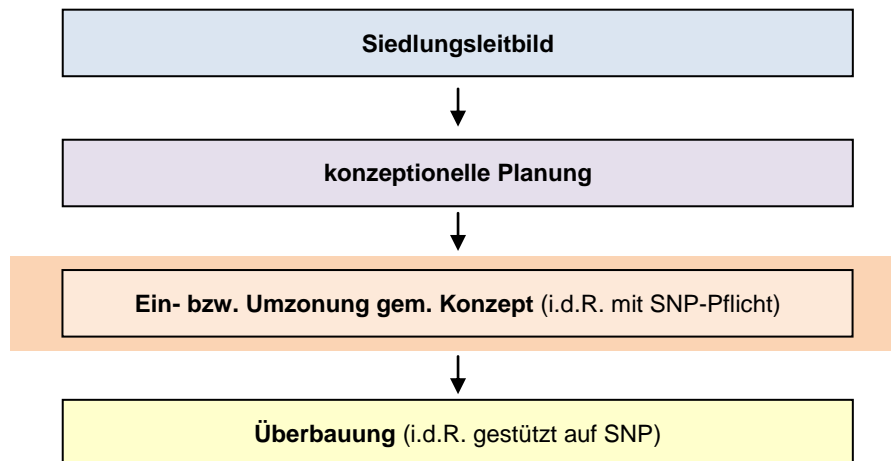 Siedlungsleitbild
konzeptionelle Planung
Ein- bzw. Umzonung gem. Konzept (i.d.R. mit SNP-Pflicht)
Überbauung (i.d.R. gestützt auf SNP)